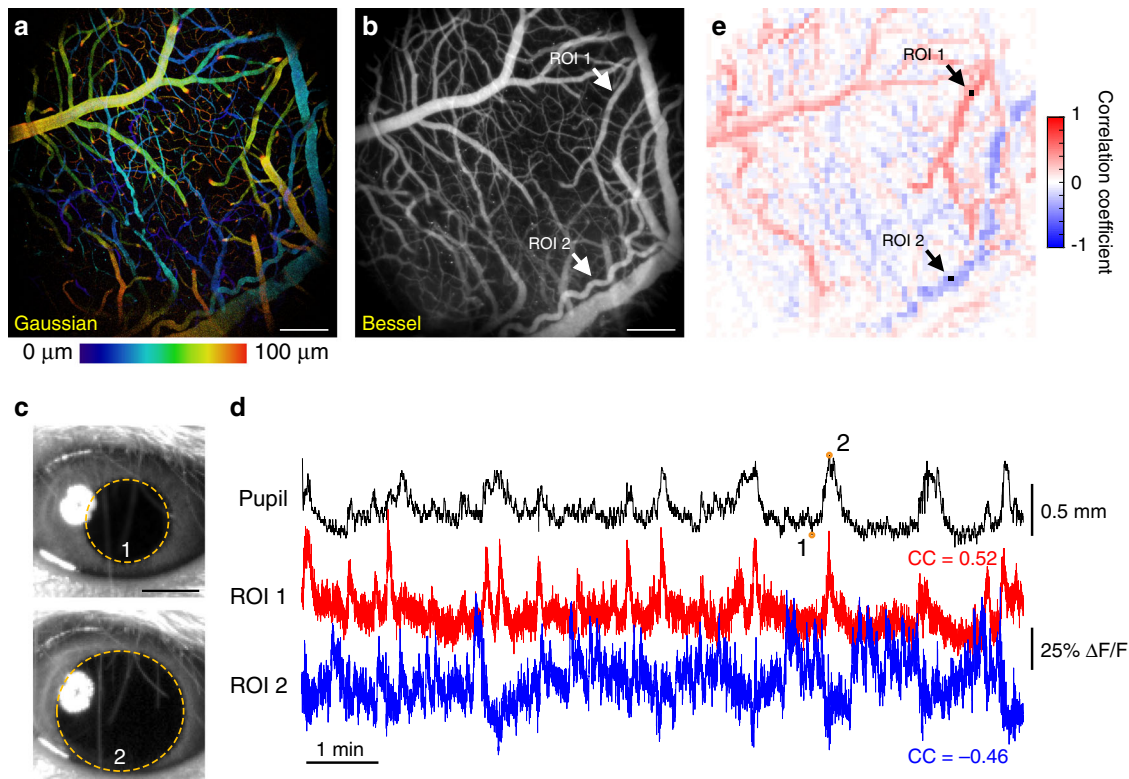 a
Gaussian
0 μm
100 μm
b
ROI 1
ROI 2
Bessel
e
ROI 1
ROI 2
1
0
-1
Correlation coefficient
c
1
2
d
Pupil
2
1
0.5 mm
ROI 1
CC = 0.52
25% ΔF/F
ROI 2
1 min
CC = –0.46